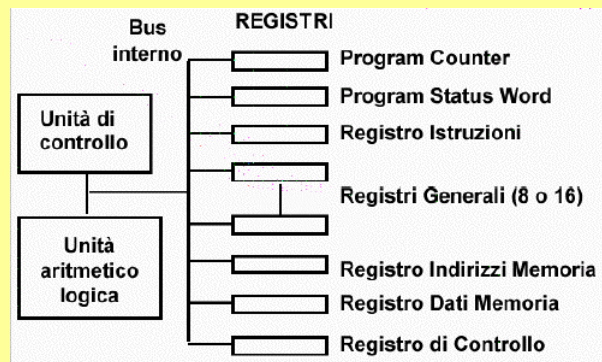 Bus
interno
REGISTRI
Program Counter
Program Status Word
Registro Istruzioni
Registri Generali (8 o 16)
Registro Indirizzi Memoria
Registro Dati Memoria
Registro di Controllo
Unità di
controllo
Unità
aritmetico
logica